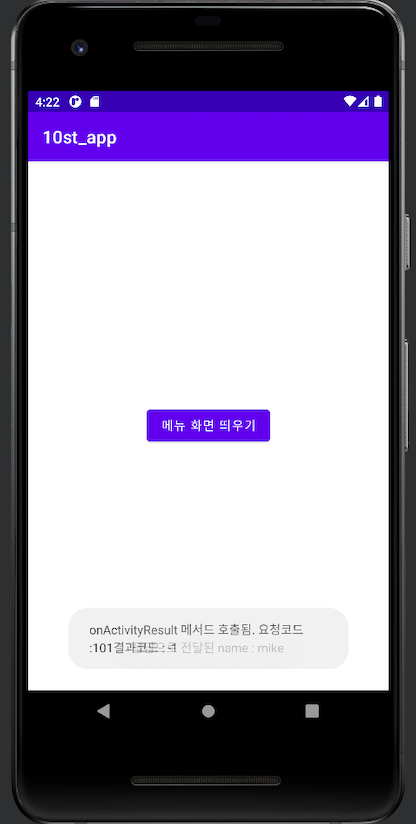 4:22
10st_app
메뉴 화면 띄우기
onActivityResult 메서드 호출됨. 요청코드
:101결과코드 : -1 전달된 name : mike